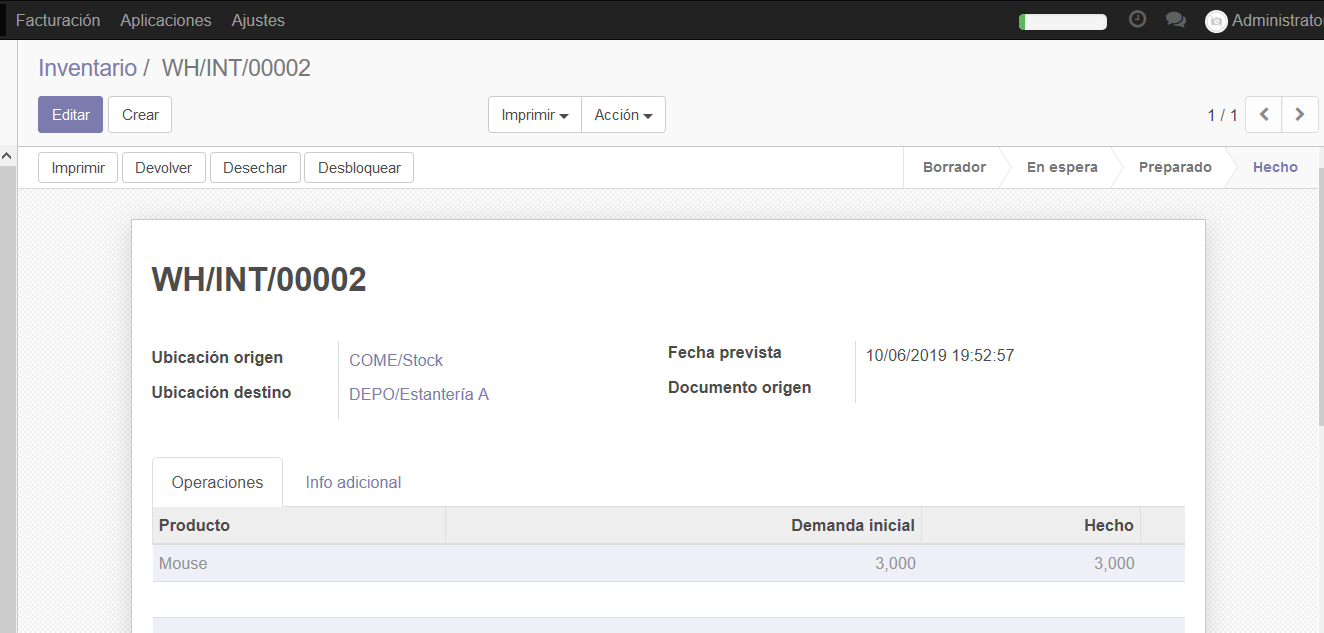 Facturación Aplicaciones Ajustes Administrato
Inventario / WH/INT/00002
Editar Crear Imprimir Acción 1 / 1
Imprimir Devolver Desechar Desbloquear Borrador En espera Preparado Hecho
WH/INT/00002
Ubicación origen COME/Stock Fecha prevista 10/06/2019 19:52:57
Ubicación destino DEPO/Estantería A Documento origen
Operaciones Info adicional
Producto Demanda inicial Hecho
Mouse 3,000 3,000